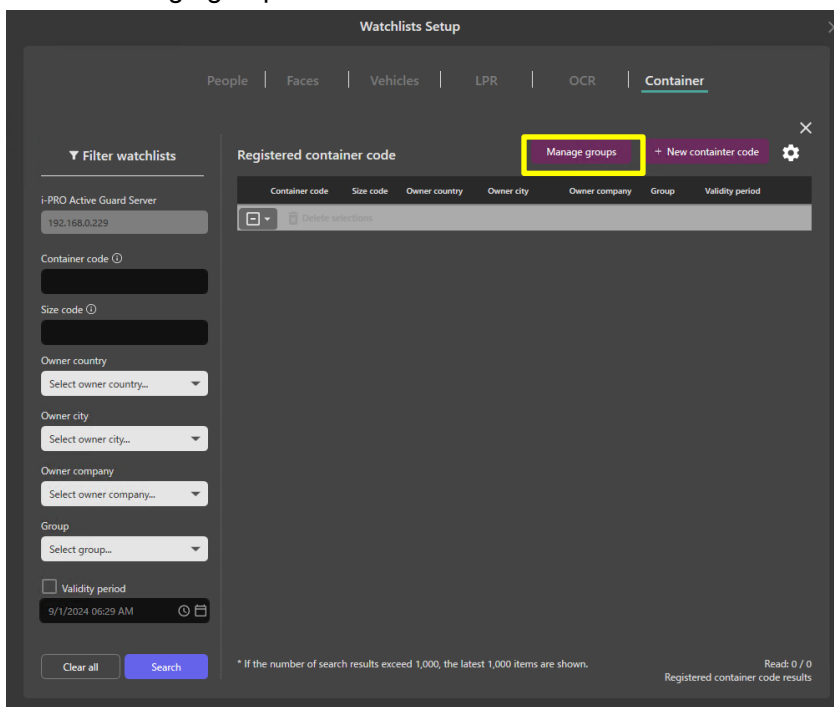 Watchlists Setup
People | Faces | Vehicles | LPR | OCR | Container
Filter watchlists
i-PRO Active Guard Server
192.168.0.229
Container code
Size code
Owner country
Select owner country...
Owner city
Select owner city...
Owner company
Select owner company...
Group
Select group...
Validity period
9/1/2024 06:29 AM
Clear all Search
Registered container code Manage groups + New containter code
Container code Size code Owner country Owner city Owner company Group Validity period
Delete selections
* If the number of search results exceed 1,000, the latest 1,000 items are shown.
Read: 0 / 0
Registered container code results